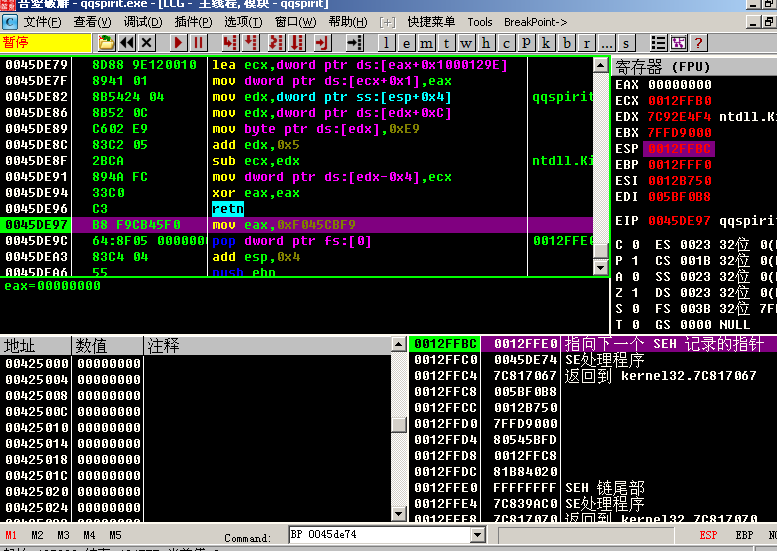 吾爱破解 - qqspirit.exe - [LCG - 主线程, 模块 - qqspirit]
文件(F) 查看(V) 调试(D) 插件(P) 选项(T) 窗口(W) 帮助(H) [+] 快捷菜单 Tools BreakPoint->
暂停 l e m t w h c p k b r ... s ?
0045DE79 8D88 9E120010 lea ecx,dword ptr ds:[eax+0x1000129E]
0045DE7F 8941 01 mov dword ptr ds:[ecx+0x1],eax
0045DE82 8B5424 04 mov edx,dword ptr ss:[esp+0x4] qqspirit
0045DE86 8B52 0C mov edx,dword ptr ds:[edx+0xC]
0045DE89 C602 E9 mov byte ptr ds:[edx],0xE9
0045DE8C 83C2 05 add edx,0x5
0045DE8F 2BCA sub ecx,edx ntdll.Ki
0045DE91 894A FC mov dword ptr ds:[edx-0x4],ecx
0045DE94 33C0 xor eax,eax
0045DE96 C3 retn
0045DE97 B8 F9CB45F0 mov eax,0xF045CBF9
0045DE9C 64:8F05 0000000 pop dword ptr fs:[0] 0012FFE0
0045DEA3 83C4 04 add esp,0x4
0045DEA6 55 push ebp
eax=00000000
寄存器 (FPU)
EAX 00000000
ECX 0012FFB0
EDX 7C92E4F4 ntdll.Ki
EBX 7FFD9000
ESP 0012FFBC
EBP 0012FFF0
ESI 0012B750
EDI 005BF0B8
EIP 0045DE97 qqspirit
C 0 ES 0023 32位 0(
P 1 CS 001B 32位 0(
A 0 SS 0023 32位 0(
Z 1 DS 0023 32位 0(
S 0 FS 003B 32位 7F
T 0 GS 0000 NULL
地址 数值 注释
00425000 00000000
00425004 00000000
00425008 00000000
0042500C 00000000
00425010 00000000
00425014 00000000
00425018 00000000
0042501C 00000000
00425020 00000000
00425024 00000000
0012FFBC 0012FFE0 指向下一个 SEH 记录的指针
0012FFC0 0045DE74 SE处理程序
0012FFC4 7C817067 返回到 kernel32.7C817067
0012FFC8 005BF0B8
0012FFCC 0012B750
0012FFD0 7FFD9000
0012FFD4 80545BFD
0012FFD8 0012FFC8
0012FFDC 81B84020
0012FFE0 FFFFFFFF SEH 链尾部
0012FFE4 7C839AC0 SE处理程序
0012FFE8 7C817070 返回到 kernel32.7C817070
M1 M2 M3 M4 M5 Command: BP 0045de74 ESP EBP